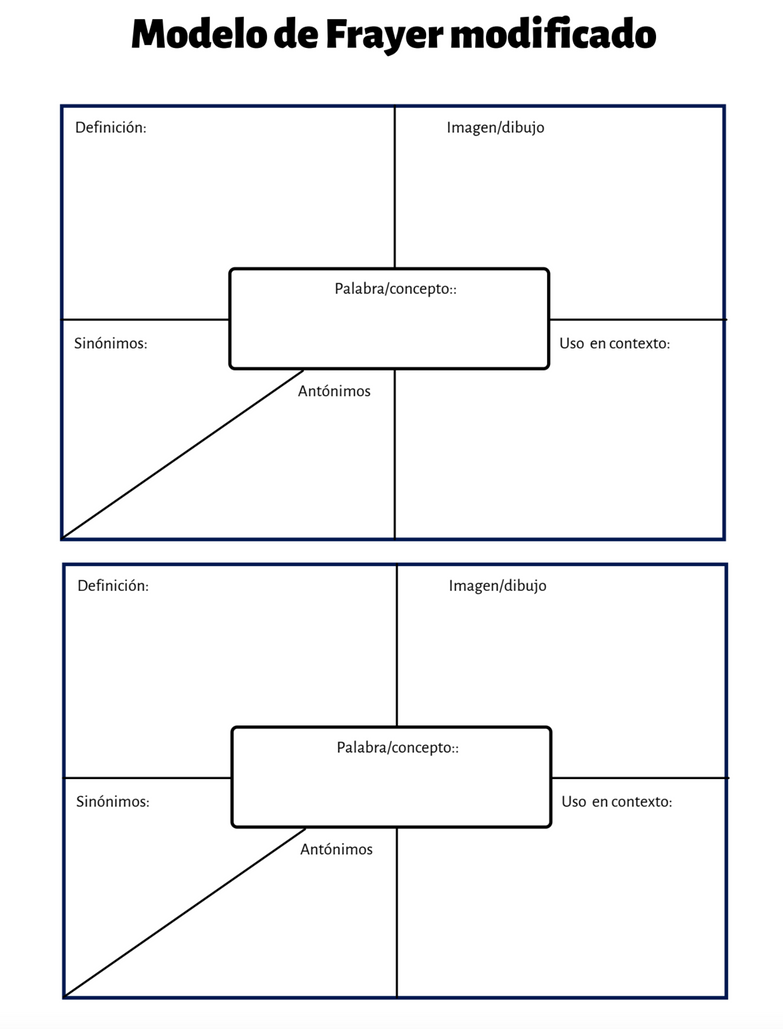 Modelo de Frayer modificado
Definición:
Imagen/dibujo
Palabra/concepto::
Sinónimos:
Uso en contexto:
Antónimos
Definición:
Imagen/dibujo
Palabra/concepto::
Sinónimos:
Uso en contexto:
Antónimos